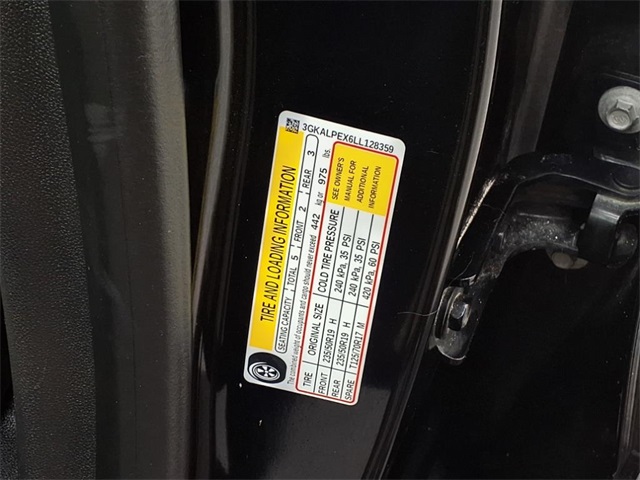 3GKALPEX6LL128359
TIRE AND LOADING INFORMATION
SEATING CAPACITY TOTAL 5 FRONT 2 REAR 3
The combined weight of occupants and cargo should never exceed 442 kg or 975 lbs.
TIRE ORIGINAL SIZE COLD TIRE PRESSURE
FRONT 235/50R19 H 240 kPa, 35 PSI
REAR 235/50R19 H 240 kPa, 35 PSI
SPARE T125/70R17 M 420 kPa, 60 PSI
SEE OWNER'S
MANUAL FOR
ADDITIONAL
INFORMATION